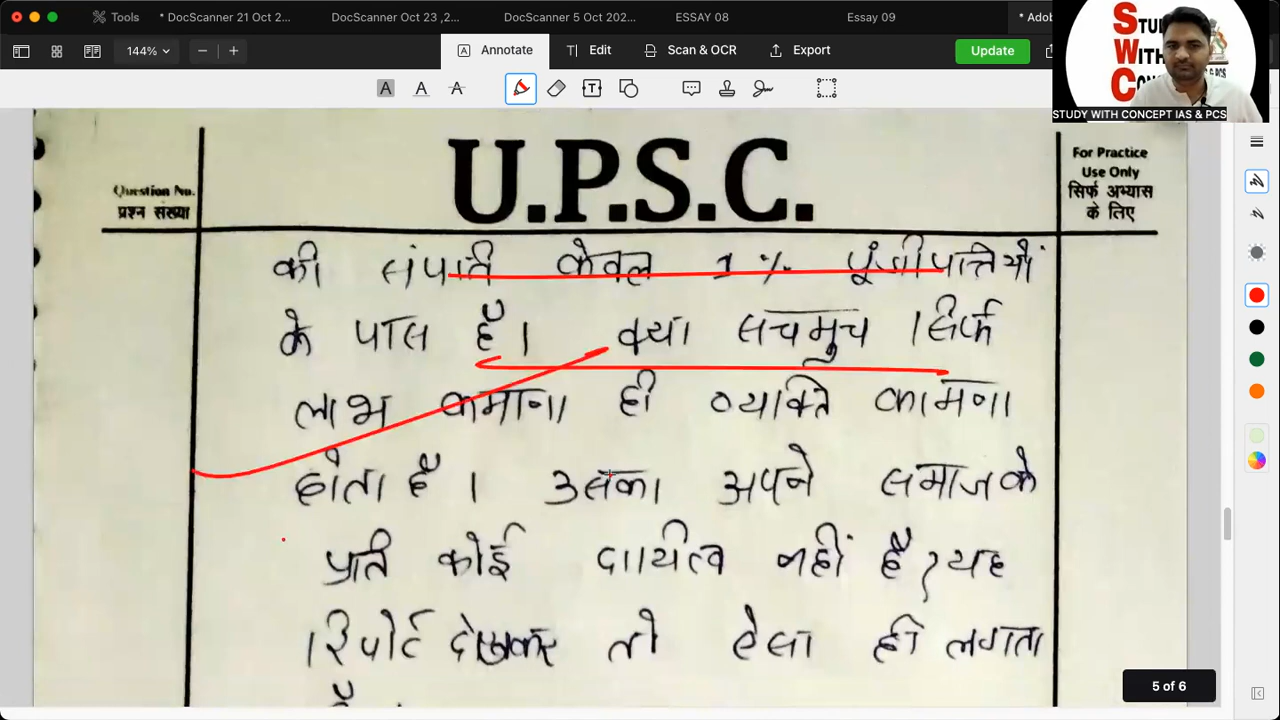 * DocScanner 21 Oct 2...
DocScanner Oct 23 ,2...
DocScanner 5 Oct 202...
ESSAY 08
Essay 09
* Adob
Tools
144%
Annotate
Edit
Scan & OCR
Export
Update
STUDY WITH CONCEPT IAS & PCS
U.P.S.C.
Question No.
प्रश्न संख्या
For Practice
Use Only
सिर्फ अभ्यास
के लिए
की संपत्ति केवल 1% पूंजीपत्तियों
के पास है। क्या सचमुच सिर्फ
लाभ कमाना ही व्यक्ति कामना
होता है। उसका अपने समाज के
प्रति कोई दायित्व नहीं है, यह
रिपोर्ट देखकर तो ऐसा ही लगता
है
5 of 6